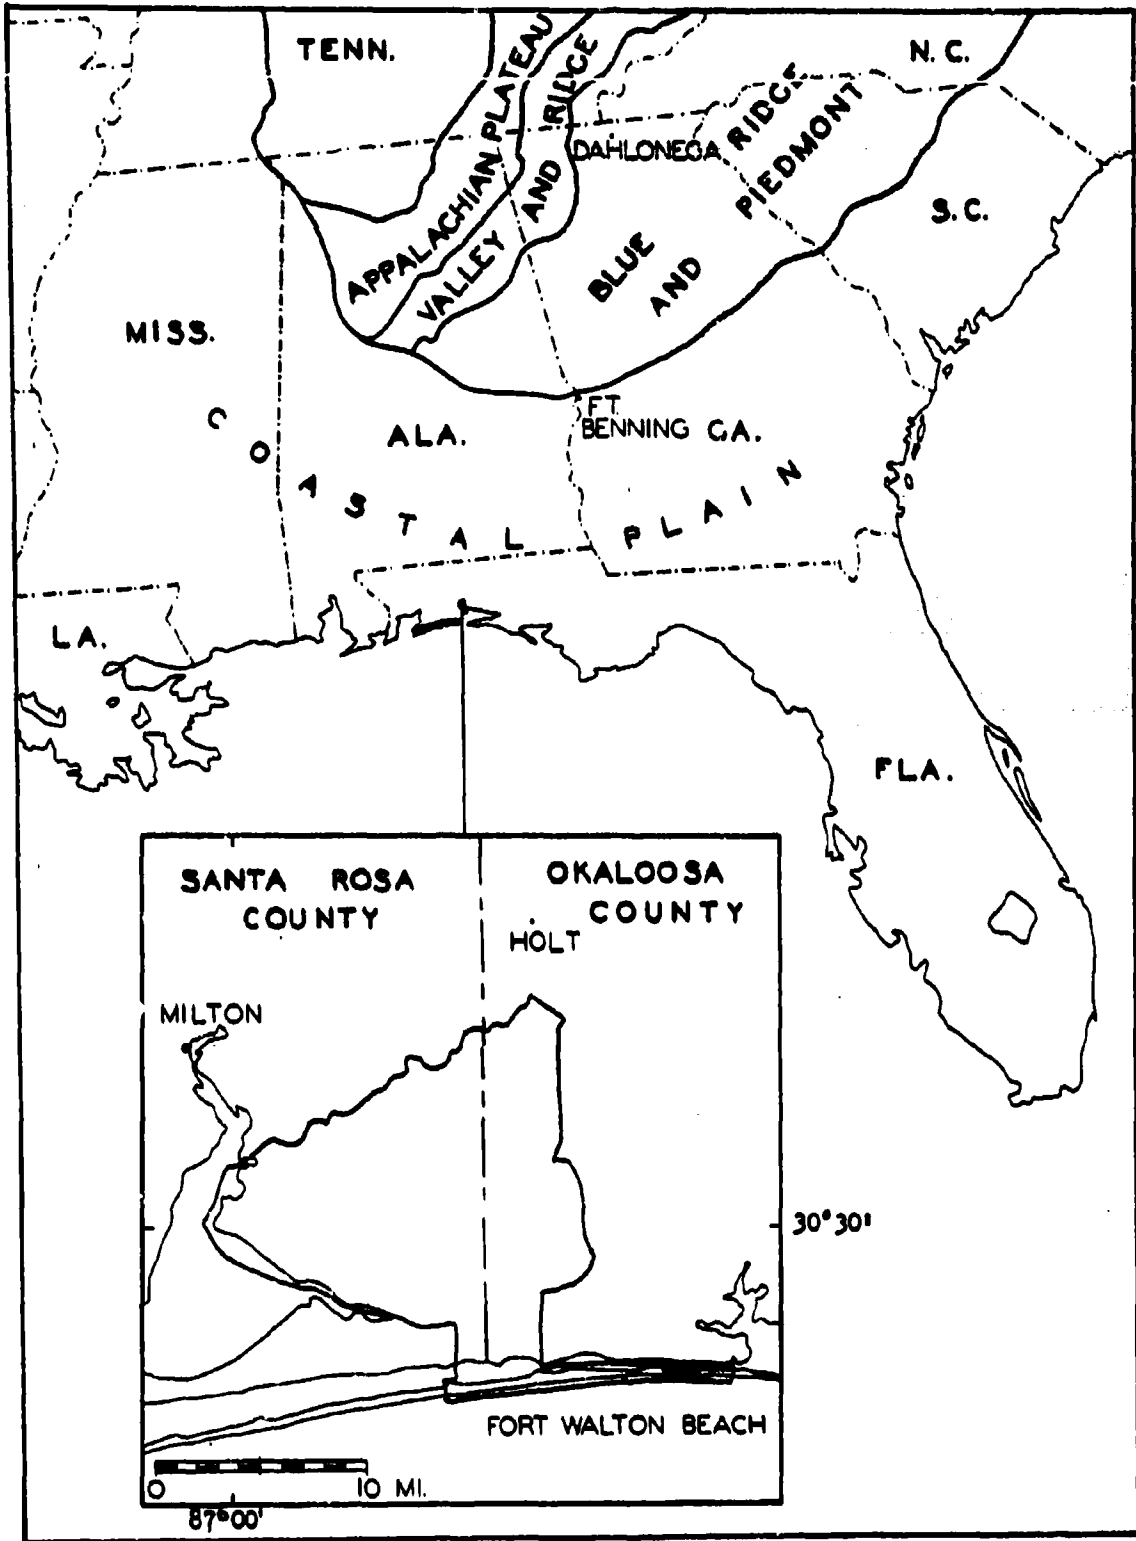 TENN.
N.C.
APPALACHIAN PLATEAU
VALLEY AND RIDGE
DAHLONEGA
BLUE RIDGE
AND PIEDMONT
S.C.
MISS.
FT.
BENNING
ALA.
GA.
COASTAL PLAIN
LA.
FLA.
SANTA ROSA
COUNTY
OKALOOSA
COUNTY
HOLT
MILTON
30°30'
FORT WALTON BEACH
0 10 MI.
87°00'